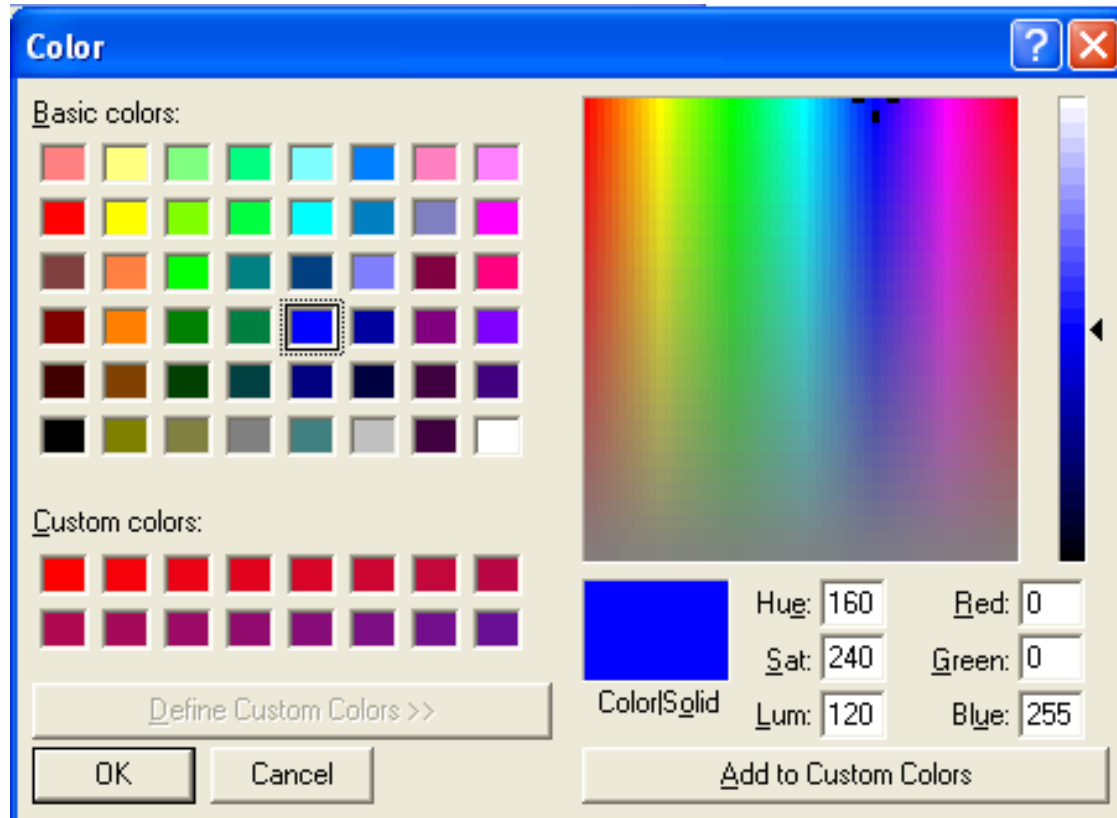 Color
Basic colors:
Custom colors:
Define Custom Colors >>
OK Cancel
Color|Solid
Hue: 160 Red: 0
Sat: 240 Green: 0
Lum: 120 Blue: 255
Add to Custom Colors